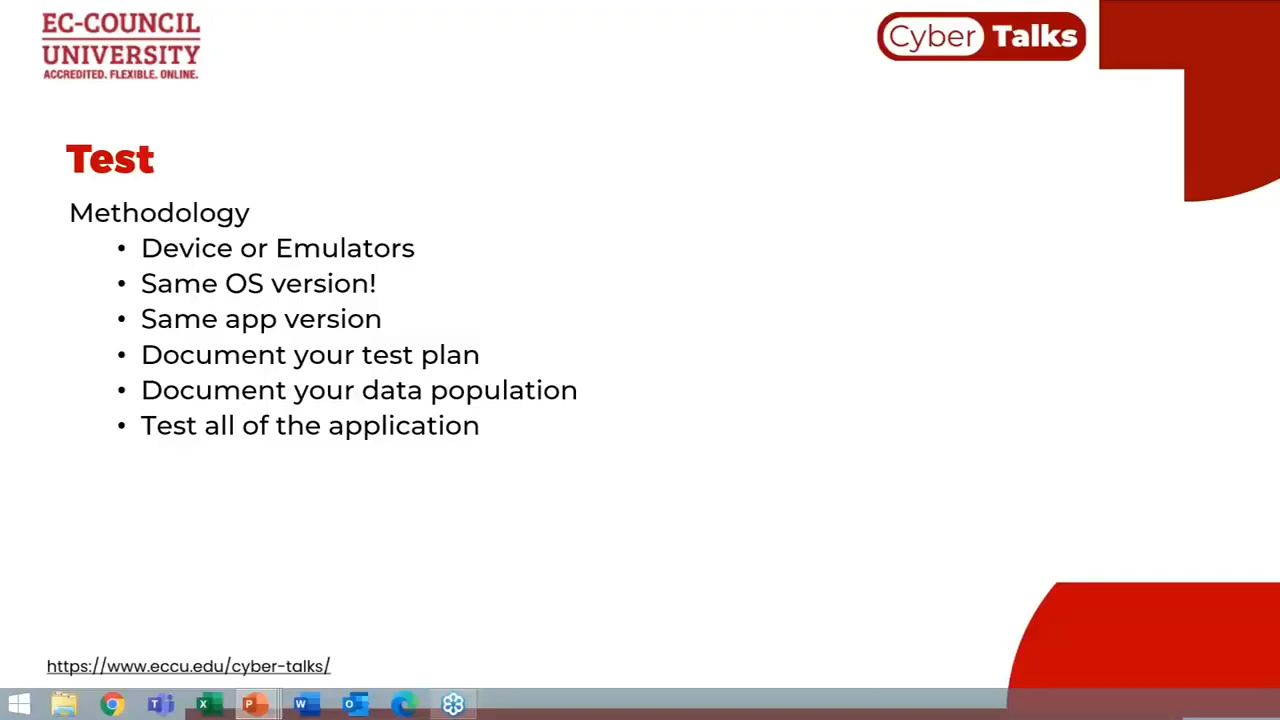 EC-COUNCIL
UNIVERSITY
ACCREDITED. FLEXIBLE. ONLINE.
Cyber Talks
Test
Methodology
• Device or Emulators
• Same OS version!
• Same app version
• Document your test plan
• Document your data population
• Test all of the application
https://www.eccu.edu/cyber-talks/